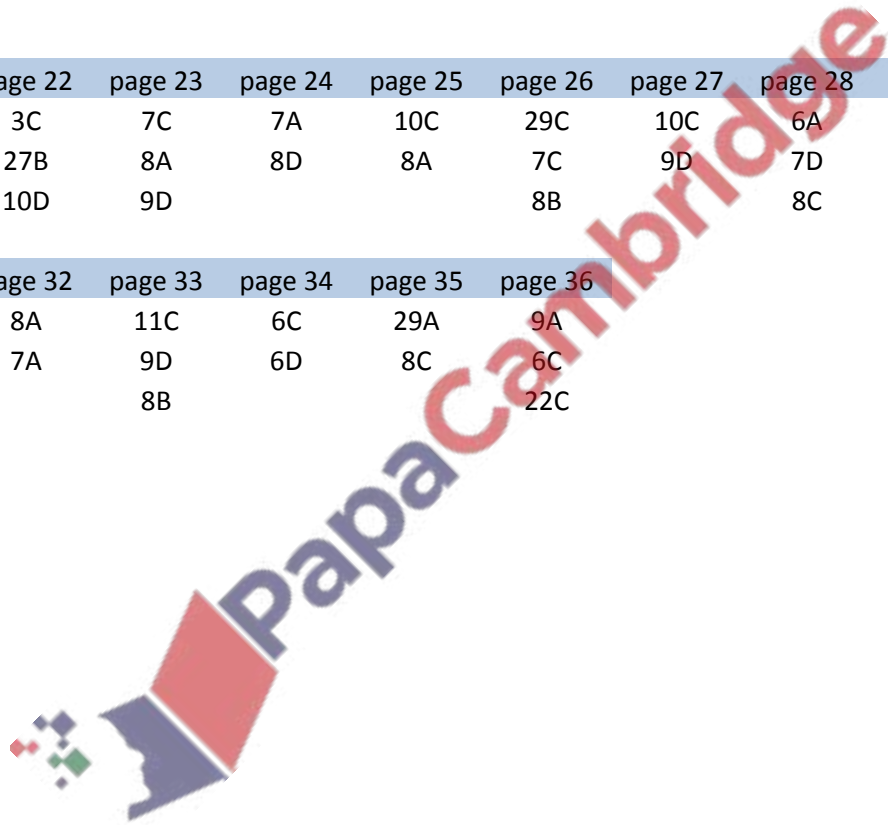 age 22 page 23 page 24 page 25 page 26 page 27 page 28
3C 7C 7A 10C 29C 10C 6A
27B 8A 8D 8A 7C 9D 7D
10D 9D 8B 8C
age 32 page 33 page 34 page 35 page 36
8A 11C 6C 29A 9A
7A 9D 6D 8C 6C
8B 22C
PapaCambridge